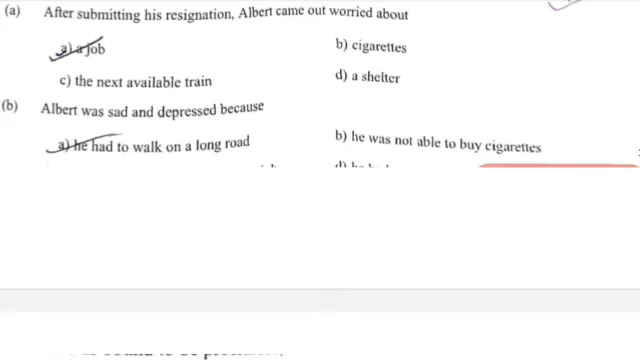 (a) After submitting his resignation, Albert came out worried about
a) a job b) cigarettes
c) the next available train d) a shelter
(b) Albert was sad and depressed because
a) he had to walk on a long road b) he was not able to buy cigarettes